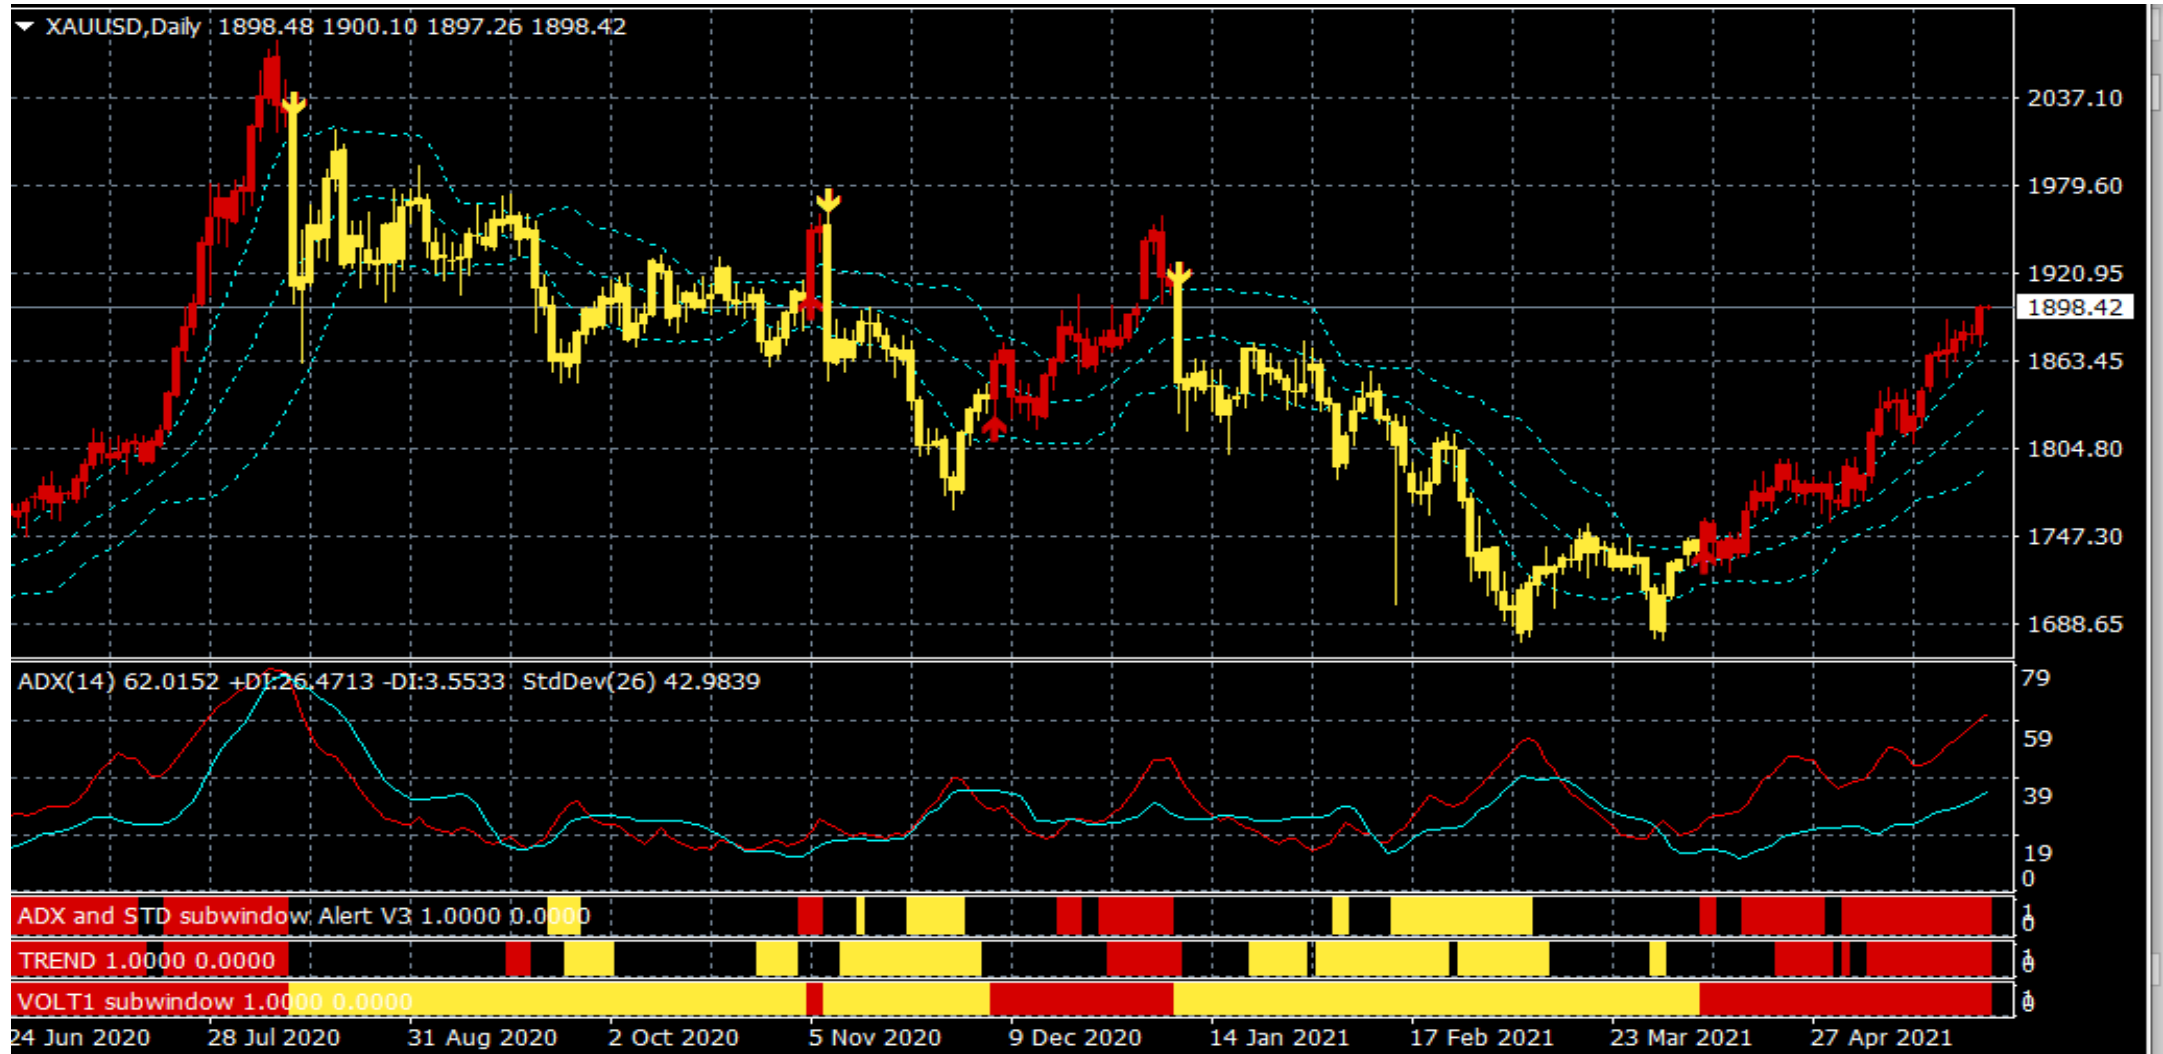 XAUUSD,Daily 1898.48 1900.10 1897.26 1898.42
2037.10
1979.60
1920.95
1898.42
1863.45
1804.80
1747.30
1688.65
ADX(14) 62.0152 +DI:26.4713 -DI:3.5533 StdDev(26) 42.9839
79
59
39
19
0
ADX and STD subwindow Alert V3 1.0000 0.0000
TREND 1.0000 0.0000
VOLT1 subwindow 1.0000 0.0000
24 Jun 2020 28 Jul 2020 31 Aug 2020 2 Oct 2020 5 Nov 2020 9 Dec 2020 14 Jan 2021 17 Feb 2021 23 Mar 2021 27 Apr 2021